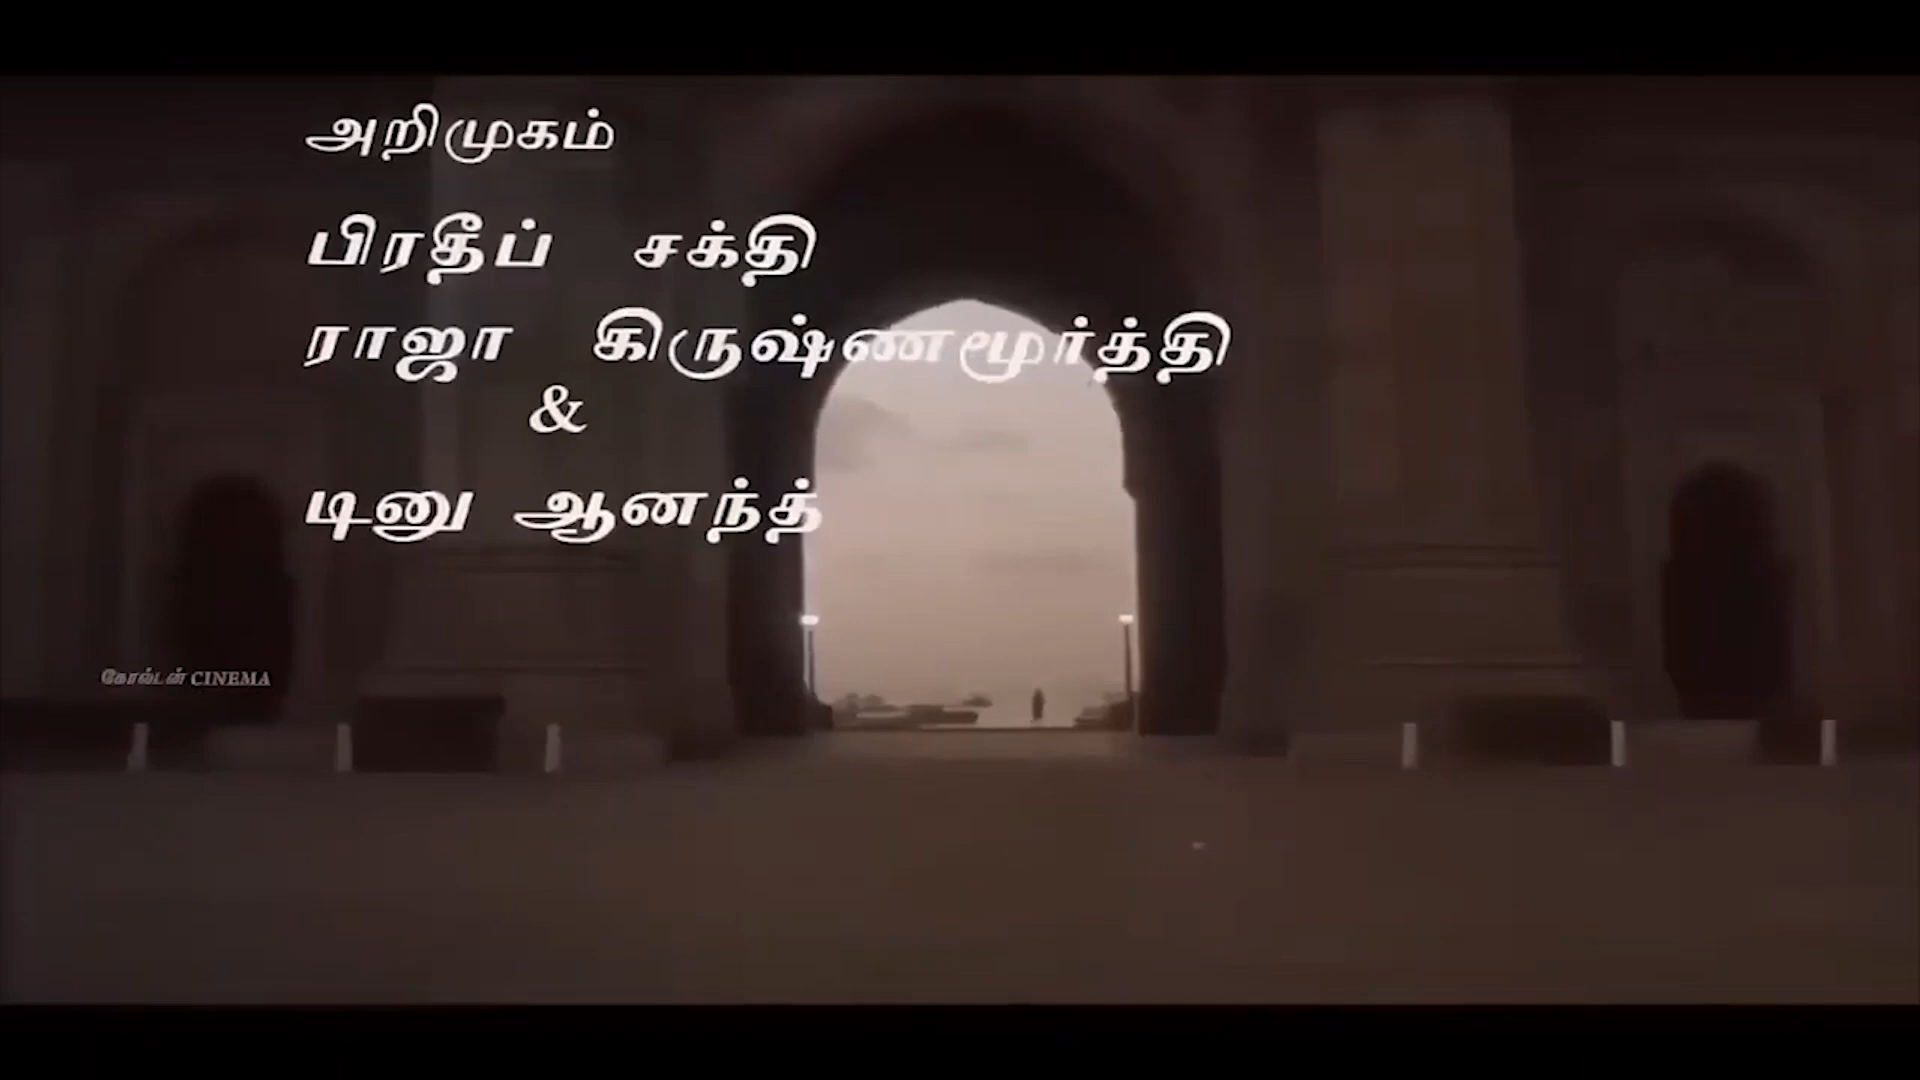 அறிமுகம்
பிரதீப் சக்தி
ராஜா கிருஷ்ணமூர்த்தி
&
டினு ஆனந்த்
கோல்டன் CINEMA